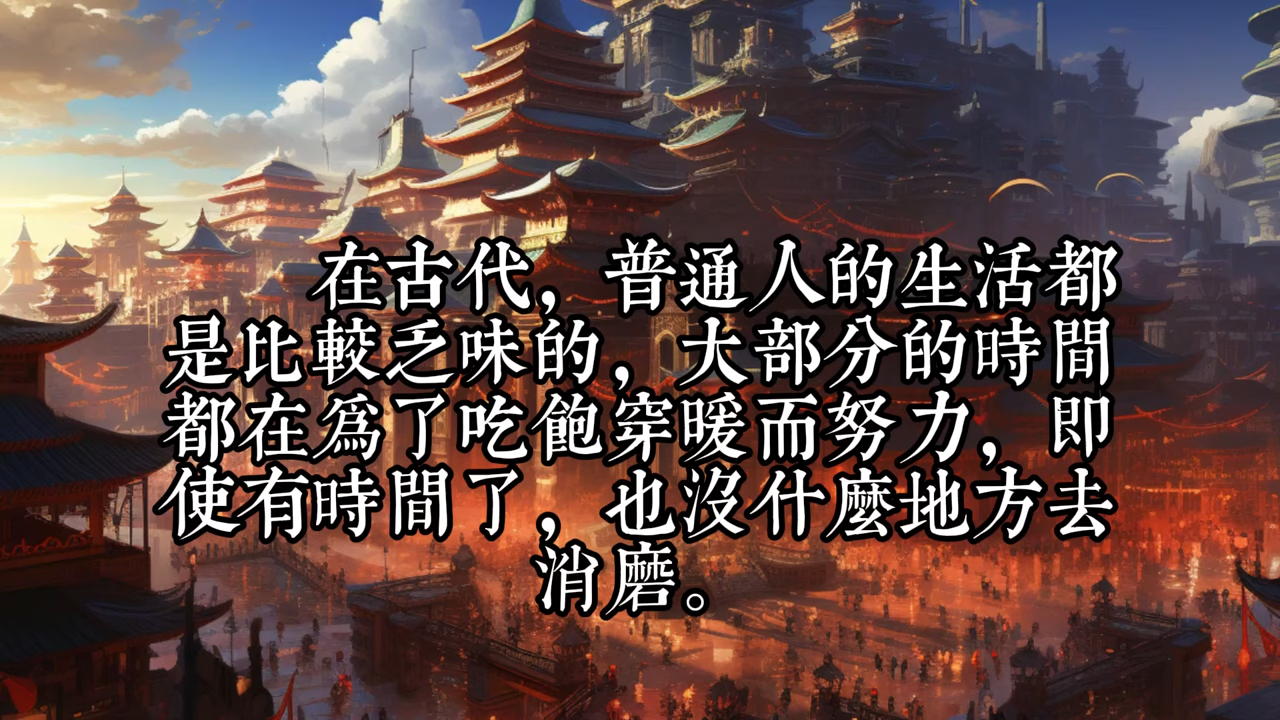 在古代，普通人的生活都
是比較乏味的，大部分的時間
都在爲了吃飽穿暖而努力，即
使有時間了，也沒什麼地方去
消磨。